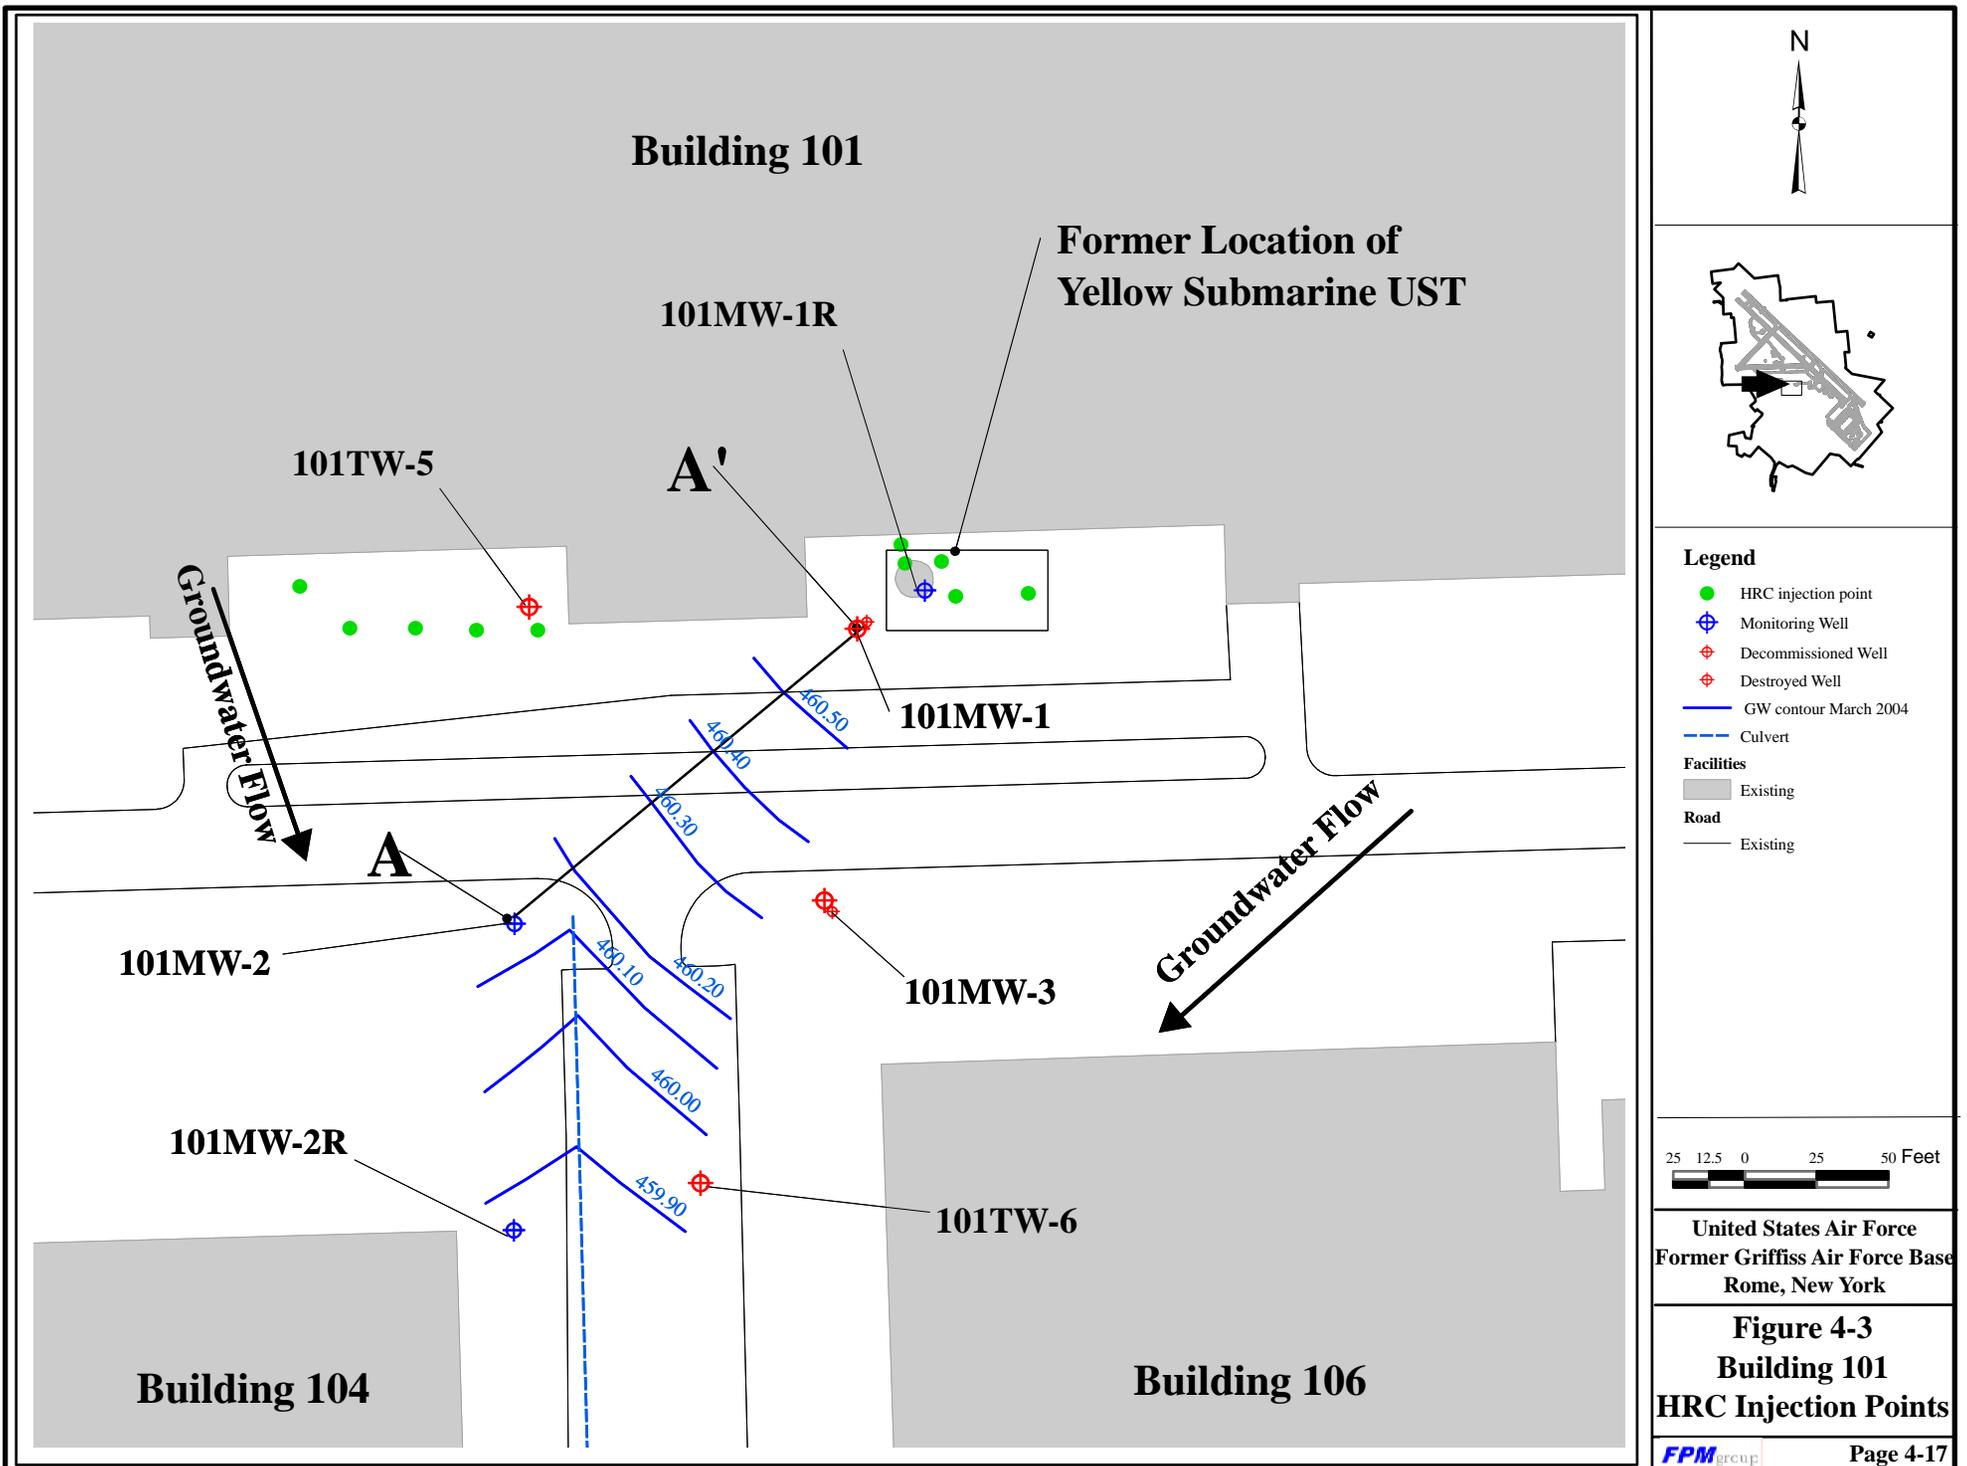 Building 101
Former Location of
Yellow Submarine UST
101MW-1R
101TW-5
A'
Groundwater Flow
460.50
101MW-1
460.40
460.30
A
Groundwater Flow
101MW-2
460.10
460.20
101MW-3
460.00
101MW-2R
459.90
101TW-6
Building 104
Building 106
N
Legend
HRC injection point
Monitoring Well
Decommissioned Well
Destroyed Well
GW contour March 2004
Culvert
Facilities
Existing
Road
Existing
25 12.5 0 25 50 Feet
United States Air Force
Former Griffiss Air Force Base
Rome, New York
Figure 4-3
Building 101
HRC Injection Points
FPMgroup
Page 4-17